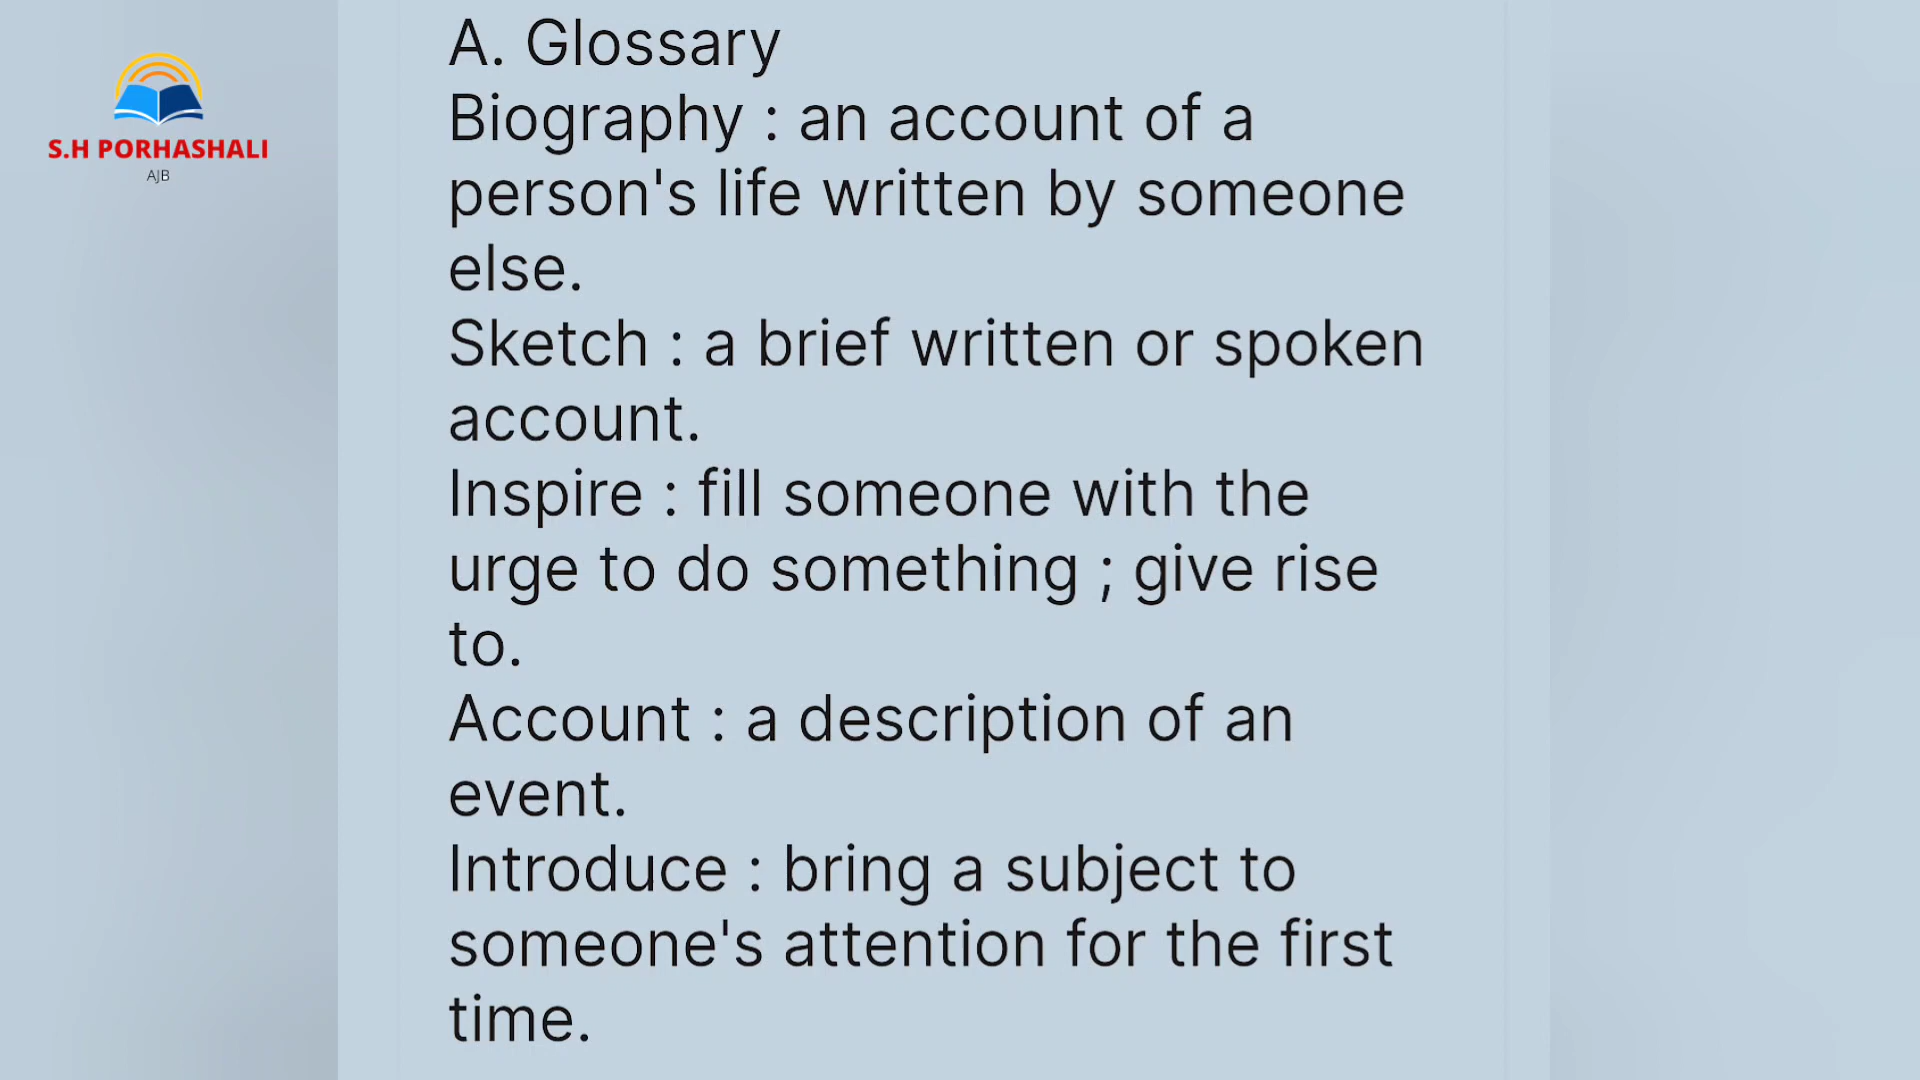 S.H PORHASHALI
AJB
A. Glossary
Biography : an account of a
person's life written by someone
else.
Sketch : a brief written or spoken
account.
Inspire : fill someone with the
urge to do something ; give rise
to.
Account : a description of an
event.
Introduce : bring a subject to
someone's attention for the first
time.